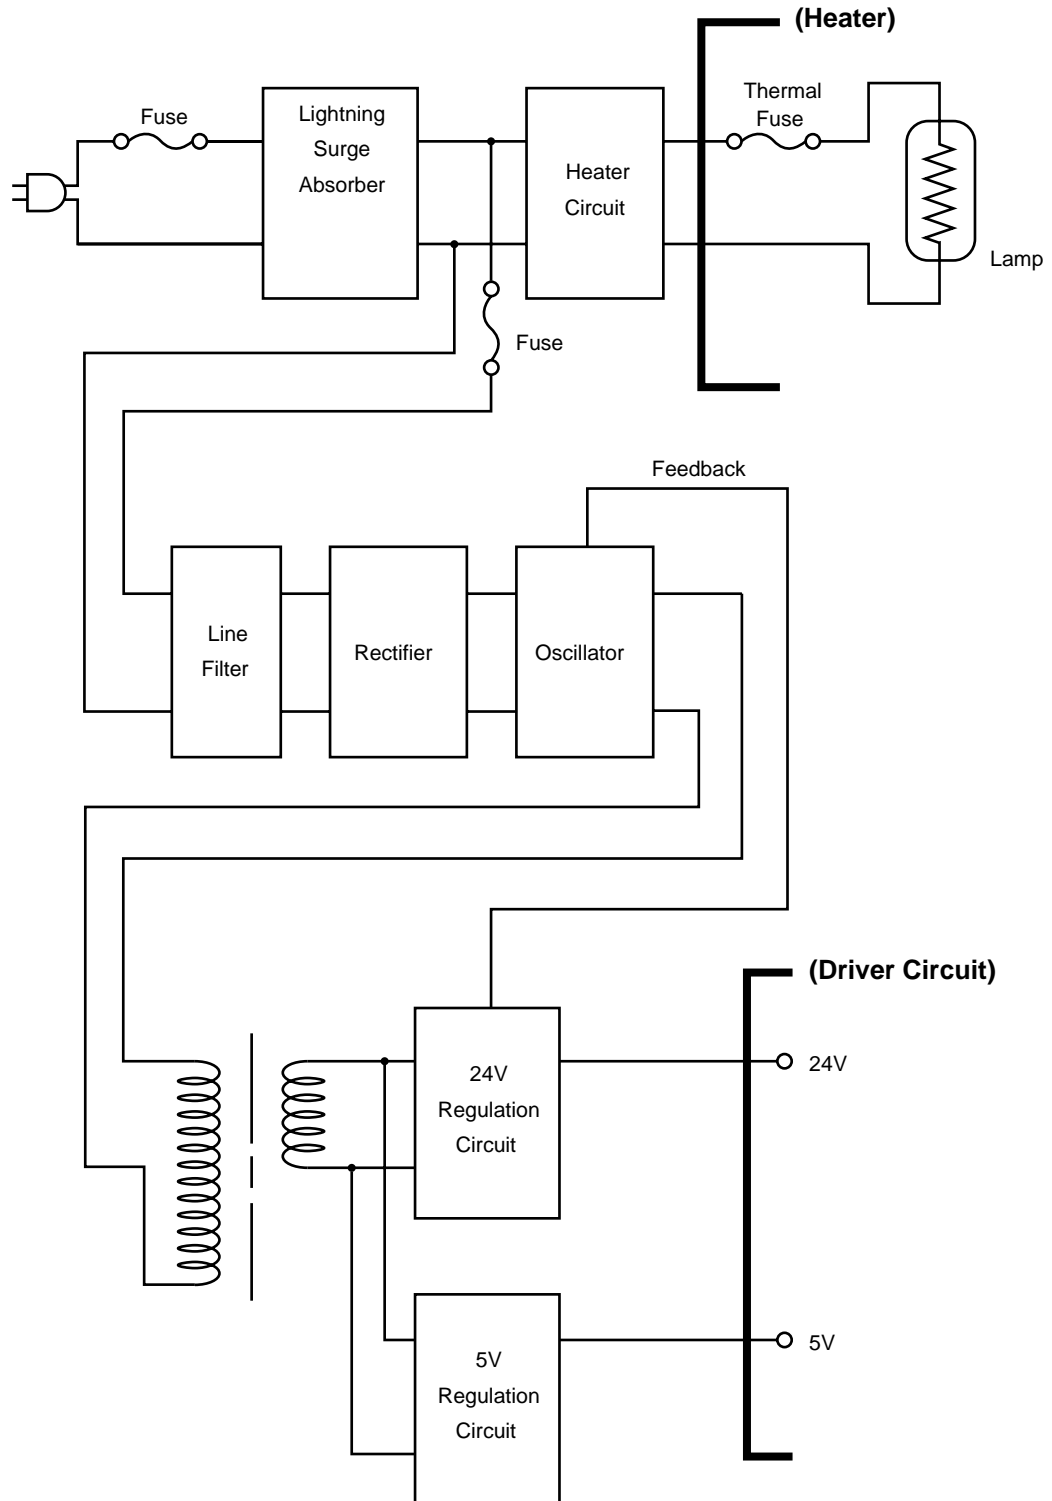 (Heater)
Fuse
Lightning
Surge
Absorber
Heater
Circuit
Thermal
Fuse
Lamp
Fuse
Feedback
Line
Filter
Rectifier
Oscillator
(Driver Circuit)
24V
Regulation
Circuit
24V
5V
Regulation
Circuit
5V